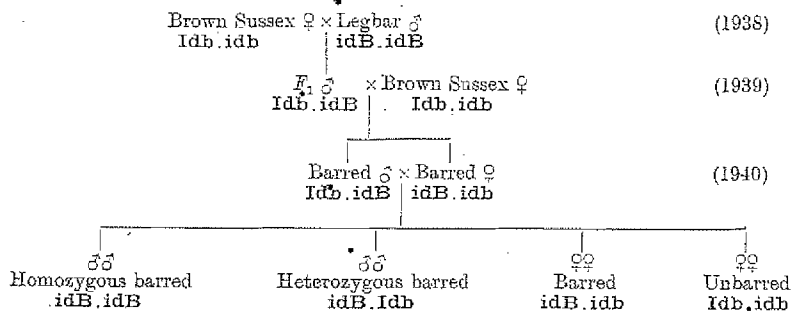 Brown Sussex ♀ × Legbar ♂ (1938)
Idb.idb idB.idB
F₁ ♂ × Brown Sussex ♀ (1939)
Idb.idB Idb.idb
Barred ♂ × Barred ♀ (1940)
Idb.idB idB.idb
♂♂ ♂♂ ♀♀ ♀♀
Homozygous barred Heterozygous barred Barred Unbarred
.idB.idB idB.Idb idB.idb Idb.idb